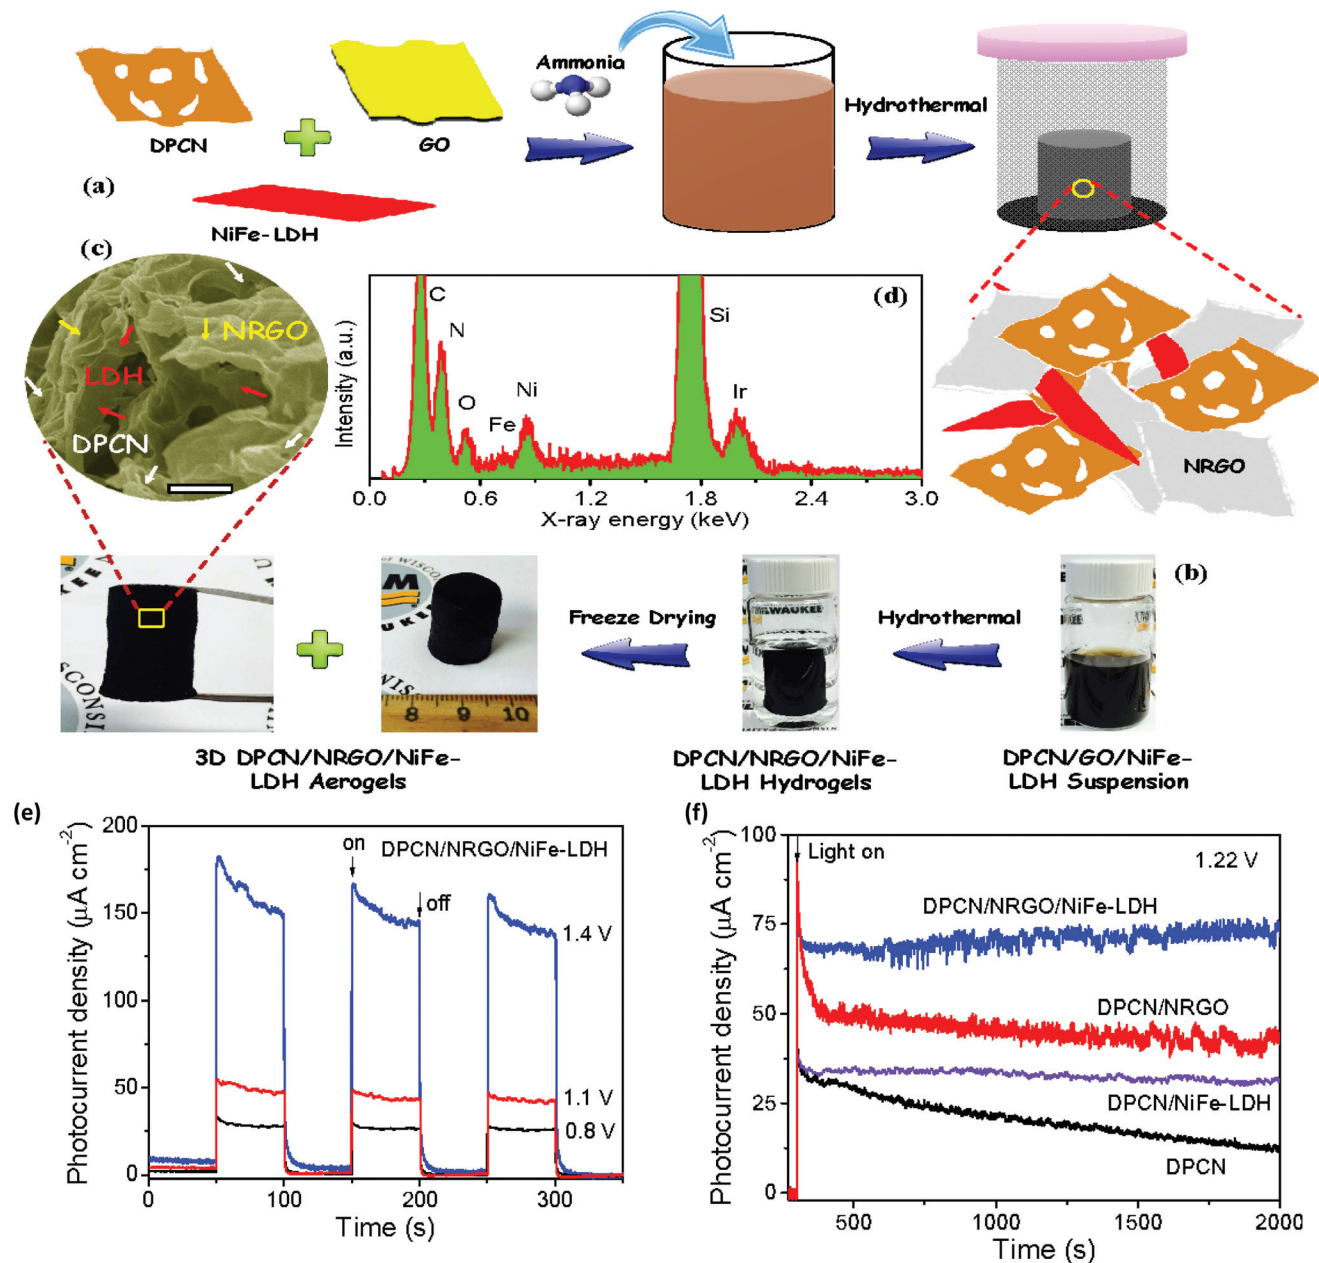 DPCN
GO
Ammonia
Hydrothermal
(a)
NiFe-LDH
(c)
NRGO
LDH
DPCN
(d)
C
N
O
Fe
Ni
Si
Ir
Intensity (a.u.)
0.0 0.6 1.2 1.8 2.4 3.0
X-ray energy (keV)
NRGO
(b)
Freeze Drying
Hydrothermal
WISCONSIN
8 9 10
MILWAUKEE
3D DPCN/NRGO/NiFe-
LDH Aerogels
DPCN/NRGO/NiFe-
LDH Hydrogels
DPCN/GO/NiFe-
LDH Suspension
(e)
Photocurrent density (μA cm⁻²)
200
150
100
50
0
on
DPCN/NRGO/NiFe-LDH
off
1.4 V
1.1 V
0.8 V
0 100 200 300
Time (s)
(f)
Photocurrent density (μA cm⁻²)
100
75
50
25
0
Light on
1.22 V
DPCN/NRGO/NiFe-LDH
DPCN/NRGO
DPCN/NiFe-LDH
DPCN
500 1000 1500 2000
Time (s)